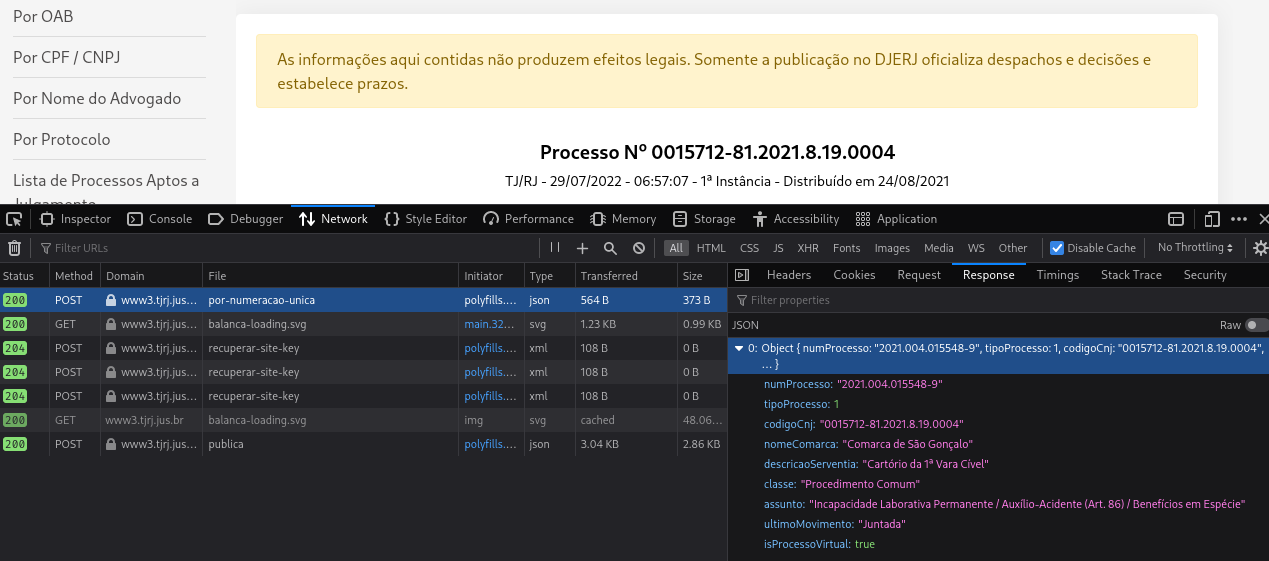 Por OAB
Por CPF / CNPJ
Por Nome do Advogado
Por Protocolo
Lista de Processos Aptos a
Julgamento
As informações aqui contidas não produzem efeitos legais. Somente a publicação no DJERJ oficializa despachos e decisões e
estabelece prazos.
Processo Nº 0015712-81.2021.8.19.0004
TJ/RJ - 29/07/2022 - 06:57:07 - 1ª Instância - Distribuído em 24/08/2021
Inspector Console Debugger Network Style Editor Performance Memory Storage Accessibility Application
Filter URLs All HTML CSS JS XHR Fonts Images Media WS Other Disable Cache No Throttling
Status Method Domain File Initiator Type Transferred Size
200 POST www3.tjrj.jus... por-numeracao-unica polyfills.... json 564 B 373 B
200 GET www3.tjrj.jus... balanca-loading.svg main.32... svg 1.23 KB 0.99 KB
204 POST www3.tjrj.jus... recuperar-site-key polyfills.... xml 108 B 0 B
204 POST www3.tjrj.jus... recuperar-site-key polyfills.... xml 108 B 0 B
204 POST www3.tjrj.jus... recuperar-site-key polyfills.... xml 108 B 0 B
200 GET www3.tjrj.jus.br balanca-loading.svg img svg cached 48.06...
200 POST www3.tjrj.jus... publica polyfills.... json 3.04 KB 2.86 KB
Headers Cookies Request Response Timings Stack Trace Security
Filter properties
JSON Raw
0: Object { numProcesso: "2021.004.015548-9", tipoProcesso: 1, codigoCnj: "0015712-81.2021.8.19.0004",
... }
numProcesso: "2021.004.015548-9"
tipoProcesso: 1
codigoCnj: "0015712-81.2021.8.19.0004"
nomeComarca: "Comarca de São Gonçalo"
descricaoServentia: "Cartório da 1ª Vara Cível"
classe: "Procedimento Comum"
assunto: "Incapacidade Laborativa Permanente / Auxílio-Acidente (Art. 86) / Benefícios em Espécie"
ultimoMovimento: "Juntada"
isProcessoVirtual: true